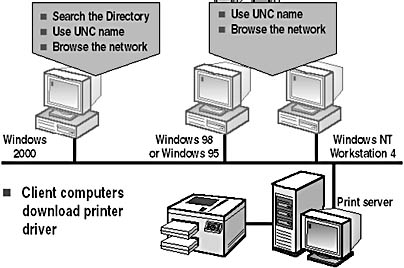 Search the Directory
Use UNC name
Browse the network
Use UNC name
Browse the network
Windows
2000
Windows 98
or Windows 95
Windows NT
Workstation 4
Client computers
download printer
driver
Print server